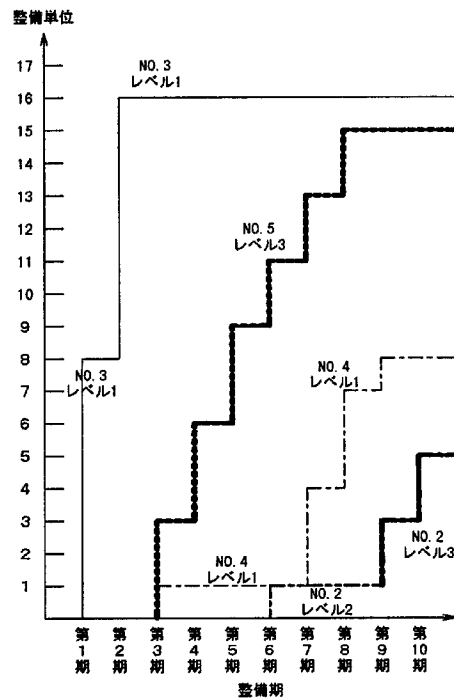 整備単位
17
16
15
14
13
12
11
10
9
8
7
6
5
4
3
2
1
NO.3
レベル1
NO.5
レベル3
NO.3
レベル1
NO.4
レベル1
NO.4
レベル1
NO.2
レベル2
NO.2
レベル3
第1期
第2期
第3期
第4期
第5期
第6期
第7期
第8期
第9期
第10期
整備期